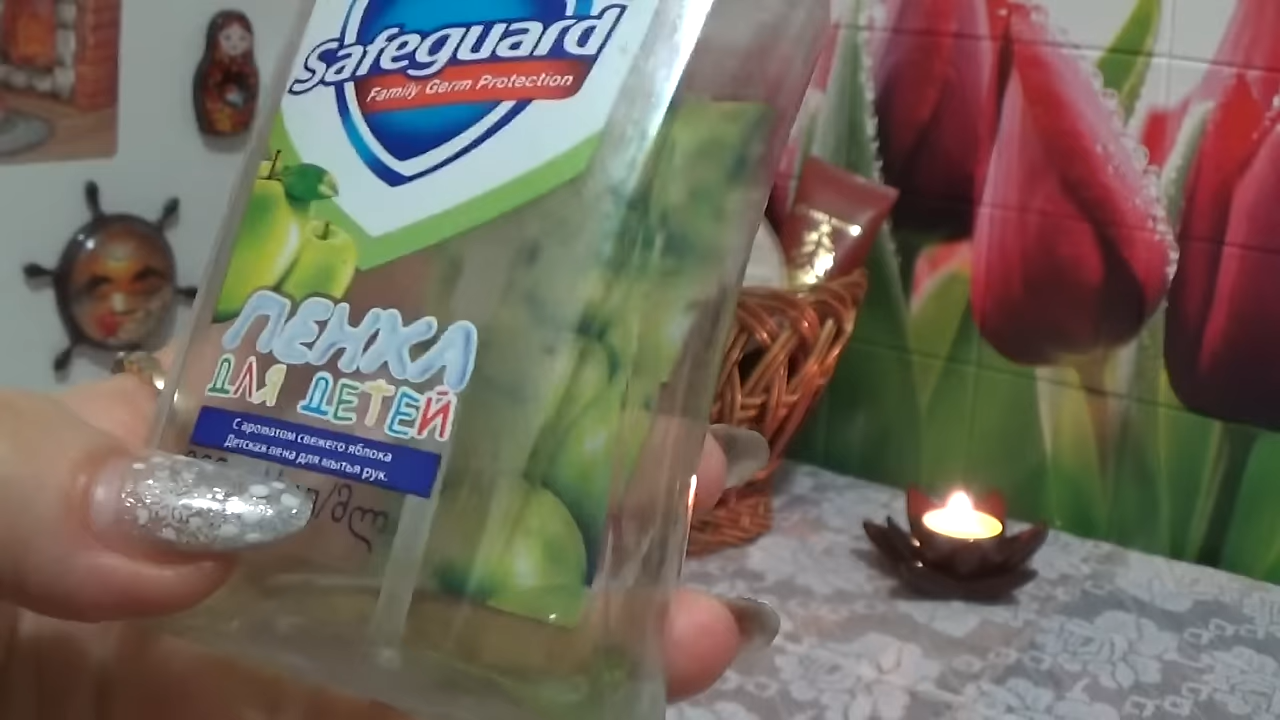 Safeguard
Family Germ Protection
ПЕНКА
ДЛЯ ДЕТЕЙ
С ароматом свежего яблока
Детская пена для мытья рук.